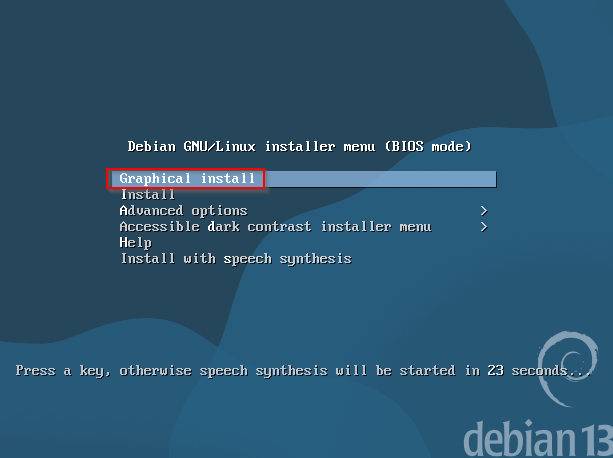 Debian GNU/Linux installer menu (BIOS mode)
Graphical install
Install
Advanced options >
Accessible dark contrast installer menu >
Help
Install with speech synthesis
Press a key, otherwise speech synthesis will be started in 23 seconds...
debian 13